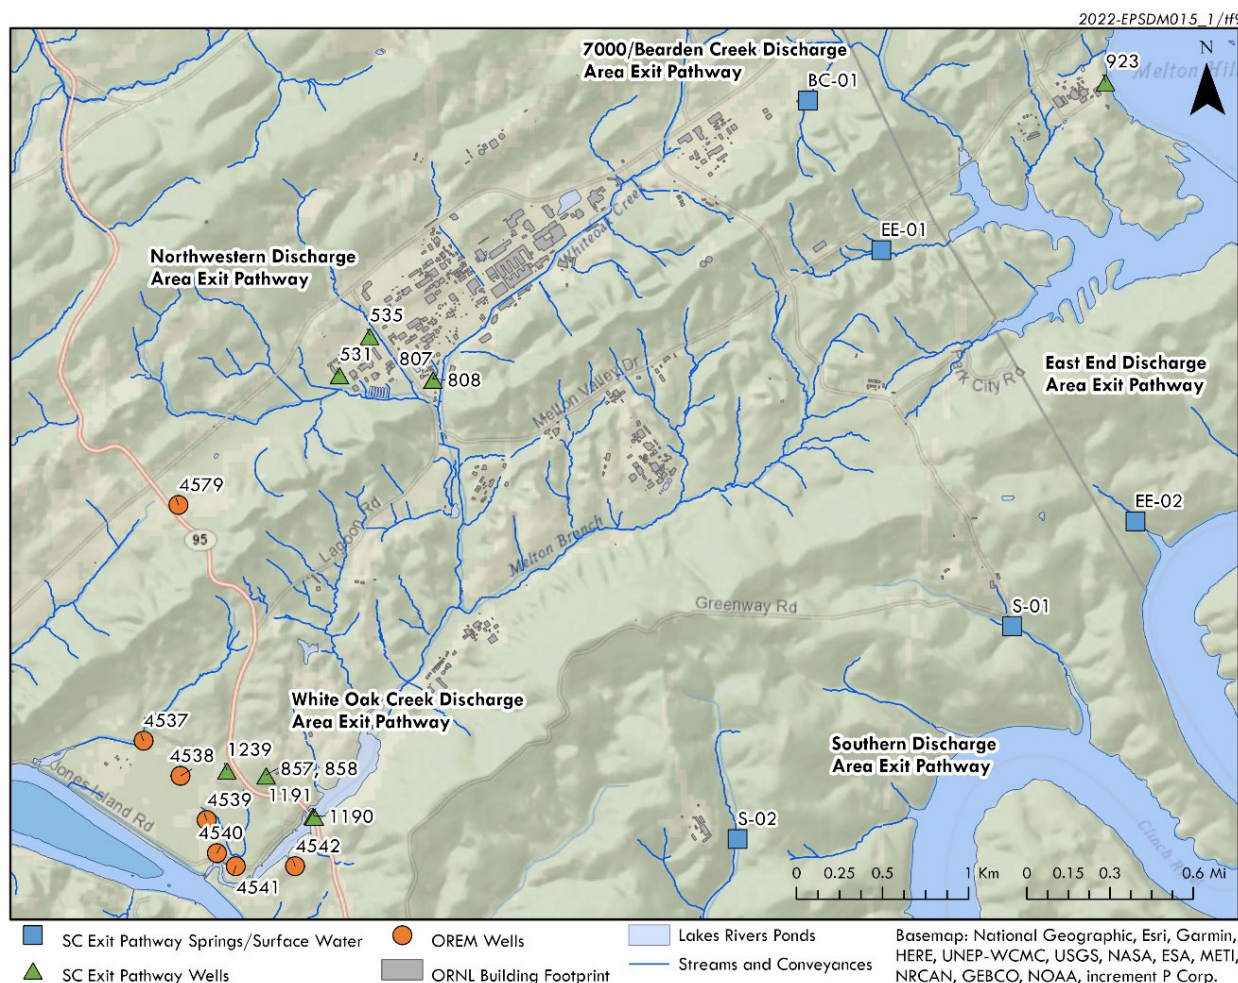 2022-EPSDM015_1/tf9
7000/Bearden Creek Discharge
Area Exit Pathway
BC-01
N
923
Melton Hil
Whiteoak Creek
EE-01
Northwestern Discharge
Area Exit Pathway
535
531
807
808
Melton Valley Dr
Park City Rd
East End Discharge
Area Exit Pathway
4579
95
Lagoon Rd
Melton Branch
EE-02
Greenway Rd
S-01
White Oak Creek Discharge
Area Exit Pathway
4537
4538
1239
857, 858
1191
1190
4539
4540
4541
4542
Jones Island Rd
Southern Discharge
Area Exit Pathway
S-02
Clinch R
0 0.25 0.5 1 Km
0 0.15 0.3 0.6 Mi
SC Exit Pathway Springs/Surface Water
SC Exit Pathway Wells
OREM Wells
ORNL Building Footprint
Lakes Rivers Ponds
Streams and Conveyances
Basemap: National Geographic, Esri, Garmin,
HERE, UNEP-WCMC, USGS, NASA, ESA, METI,
NRCAN, GEBCO, NOAA, increment P Corp.